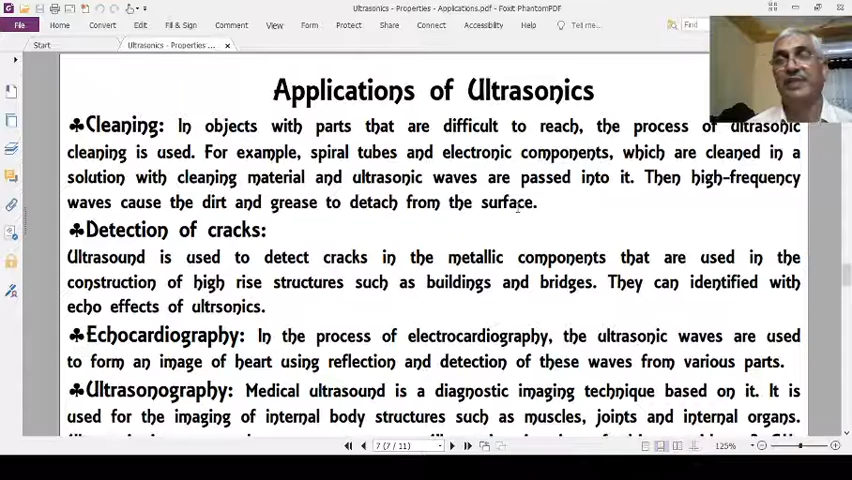 Ultrasonics - Properties - Applications.pdf - Foxit PhantomPDF
File Home Convert Edit Fill & Sign Comment View Form Protect Share Connect Accessibility Help Tell me... Find
Start Ultrasonics - Properties ... ×
Applications of Ultrasonics
♣Cleaning: In objects with parts that are difficult to reach, the process of ultrasonic
cleaning is used. For example, spiral tubes and electronic components, which are cleaned in a
solution with cleaning material and ultrasonic waves are passed into it. Then high-frequency
waves cause the dirt and grease to detach from the surface.
♣Detection of cracks:
Ultrasound is used to detect cracks in the metallic components that are used in the
construction of high rise structures such as buildings and bridges. They can identified with
echo effects of ultrsonics.
♣Echocardiography: In the process of electrocardiography, the ultrasonic waves are used
to form an image of heart using reflection and detection of these waves from various parts.
♣Ultrasonography: Medical ultrasound is a diagnostic imaging technique based on it. It is
used for the imaging of internal body structures such as muscles, joints and internal organs.
7 (7 / 11) 125%